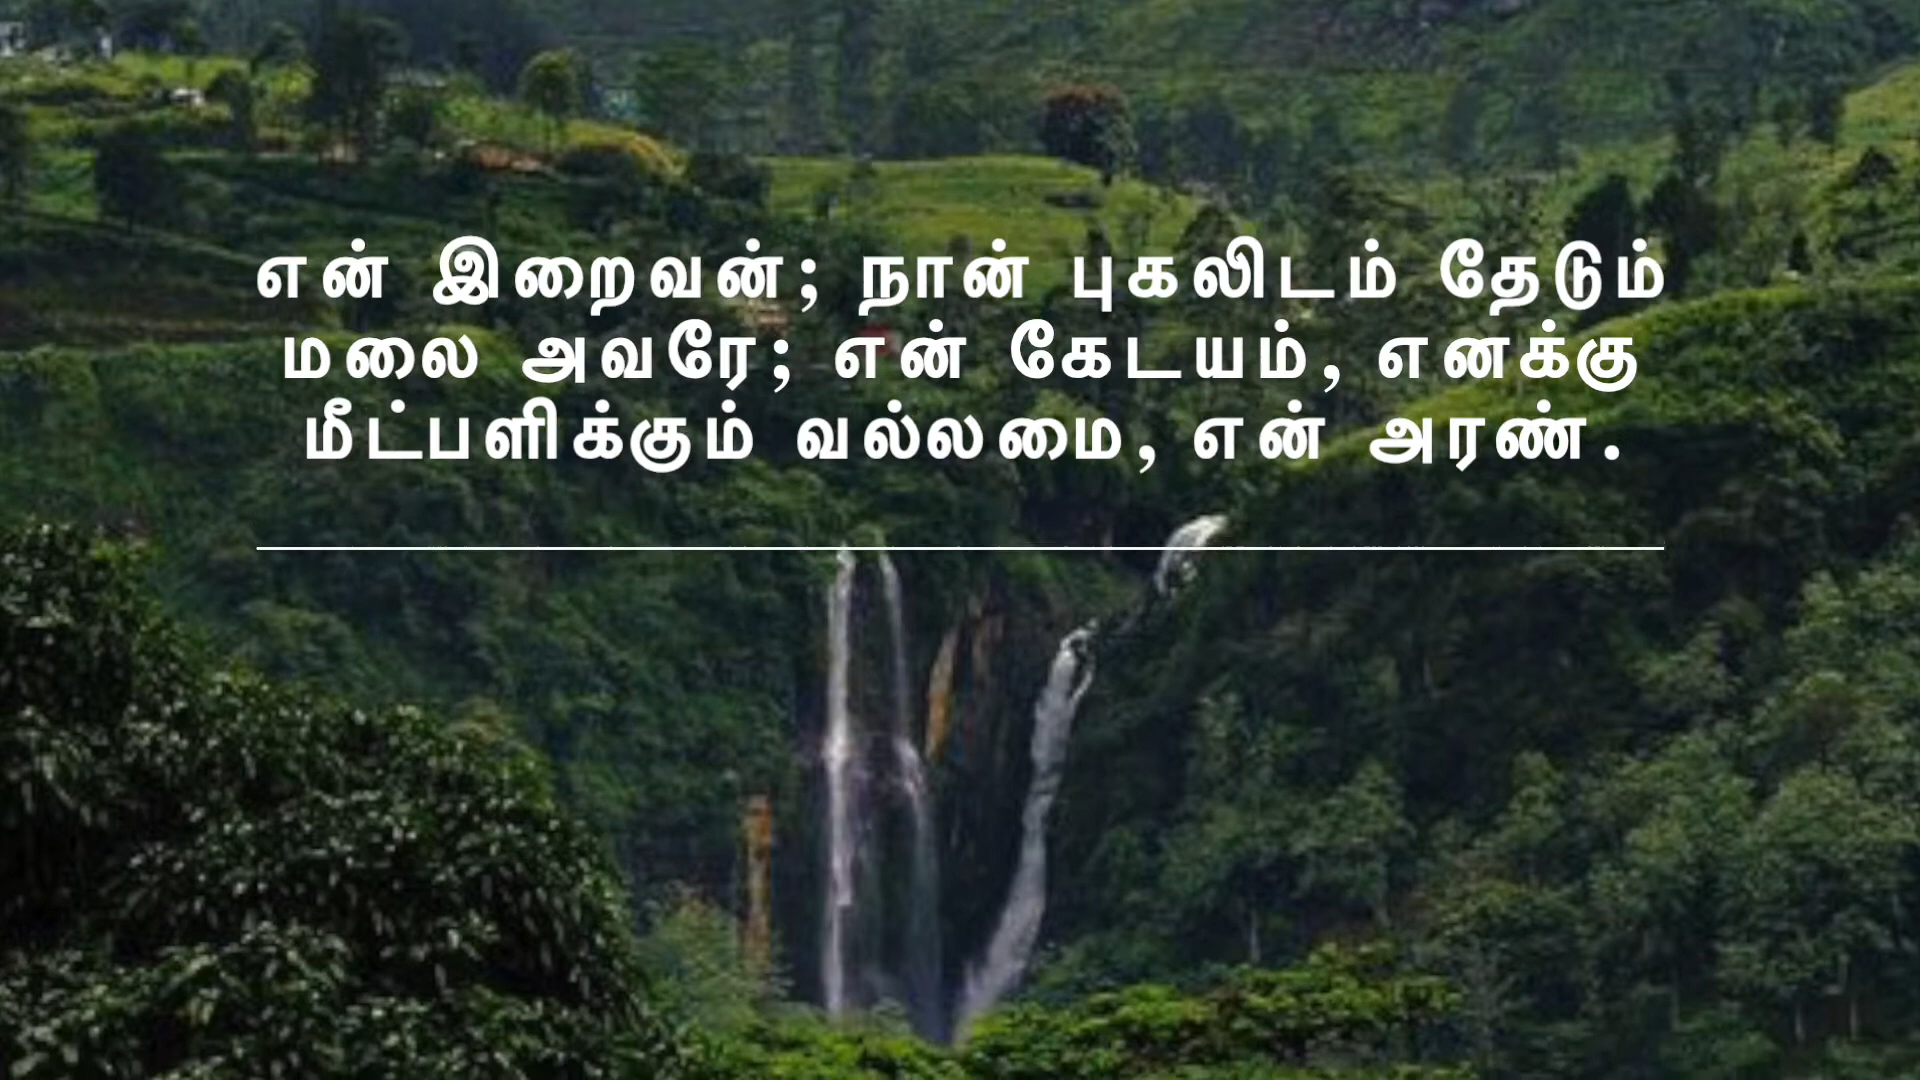 என் இறைவன்; நான் புகலிடம் தேடும்
மலை அவரே; என் கேடயம், எனக்கு
மீட்பளிக்கும் வல்லமை, என் அரண்.